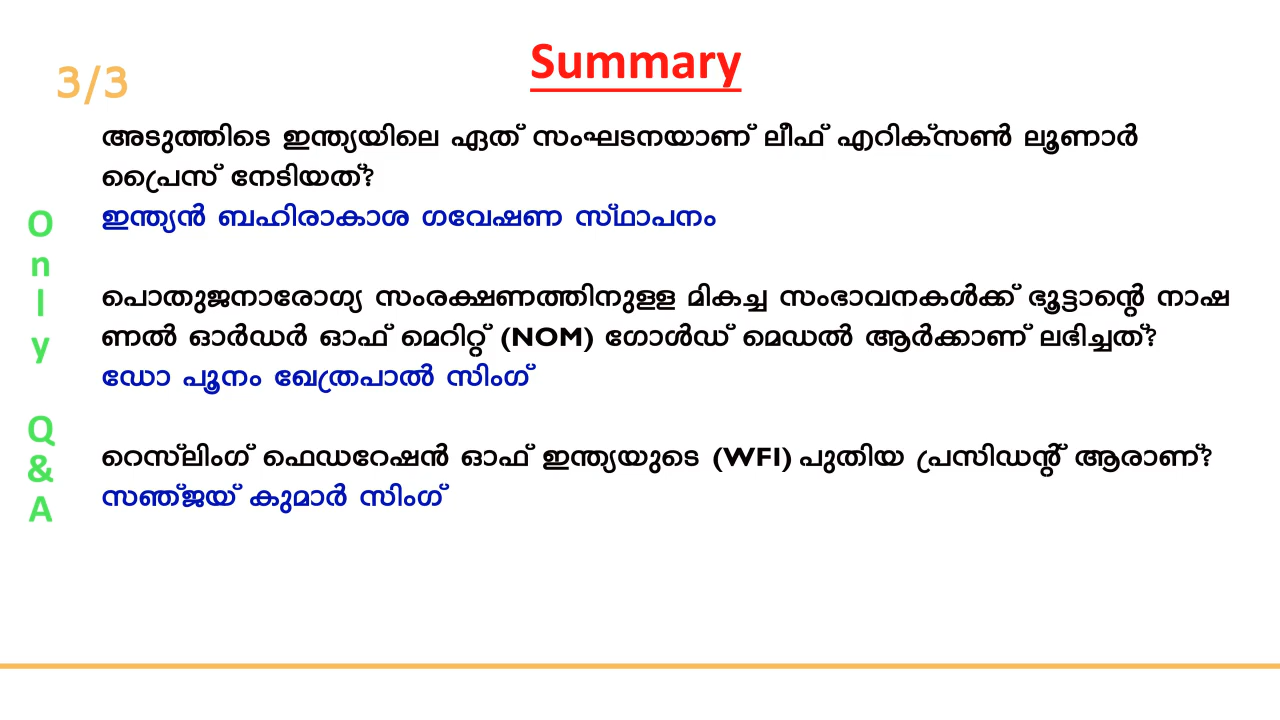 Summary
3/3
അടുത്തിടെ ഇന്ത്യയിലെ ഏത് സംഘടനയാണ് ലീഫ് എറിക്സൺ ലൂണാർ
പ്രൈസ് നേടിയത്?
ഇന്ത്യൻ ബഹിരാകാശ ഗവേഷണ സ്ഥാപനം
പൊതുജനാരോഗ്യ സംരക്ഷണത്തിനുളള മികച്ച സംഭാവനകൾക്ക് ഭൂട്ടാന്റെ നാഷ
ണൽ ഓർഡർ ഓഫ് മെറിറ്റ് (NOM) ഗോൾഡ് മെഡൽ ആർക്കാണ് ലഭിച്ചത്?
ഡോ പൂനം ഖേത്രപാൽ സിംഗ്
റെസ്‌ലിംഗ് ഫെഡറേഷൻ ഓഫ് ഇന്ത്യയുടെ (WFI) പുതിയ പ്രസിഡന്റ് ആരാണ്?
സഞ്ജയ് കുമാർ സിംഗ്
Only
Q&A